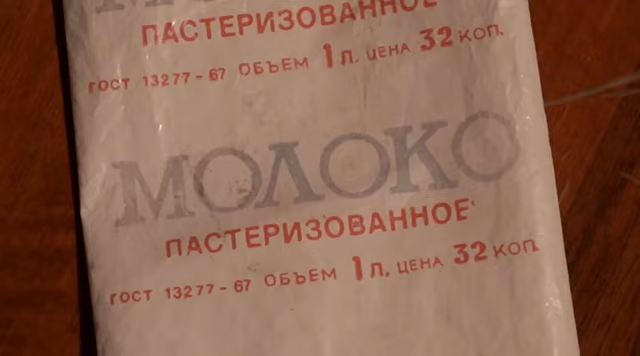 ПАСТЕРИЗОВАННОЕ
ГОСТ 13277-67 ОБЪЕМ 1 Л. ЦЕНА 32 КОП.
МОЛОКО
ПАСТЕРИЗОВАННОЕ
ГОСТ 13277-67 ОБЪЕМ 1 Л. ЦЕНА 32 КОП.